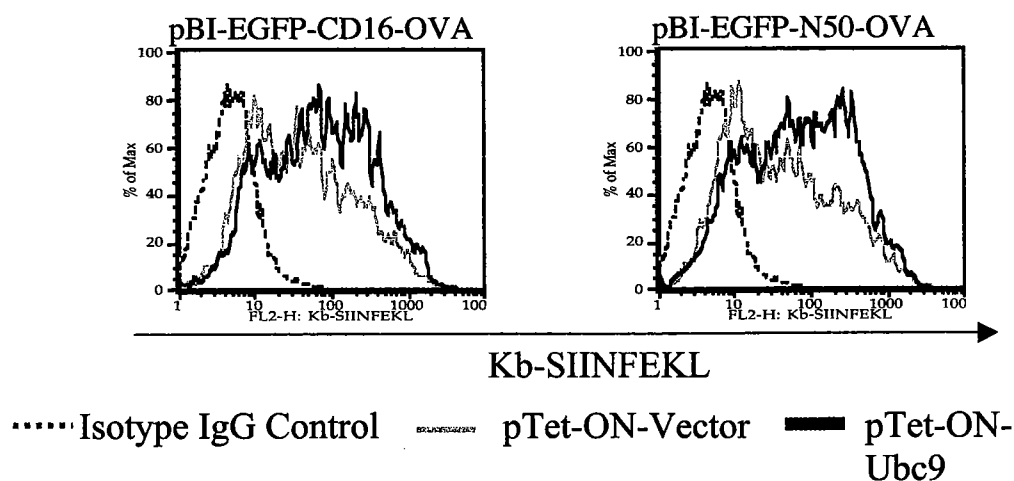 pBI-EGFP-CD16-OVA
pBI-EGFP-N50-OVA
100
80
60
40
20
0
% of Max
1
10
100
1000
100
FL2-H: Kb-SIINFEKL
100
80
60
40
20
0
% of Max
1
10
100
1000
100
FL2-H: Kb-SIINFEKL
Kb-SIINFEKL
Isotype IgG Control
pTet-ON-Vector
pTet-ON-
Ubc9